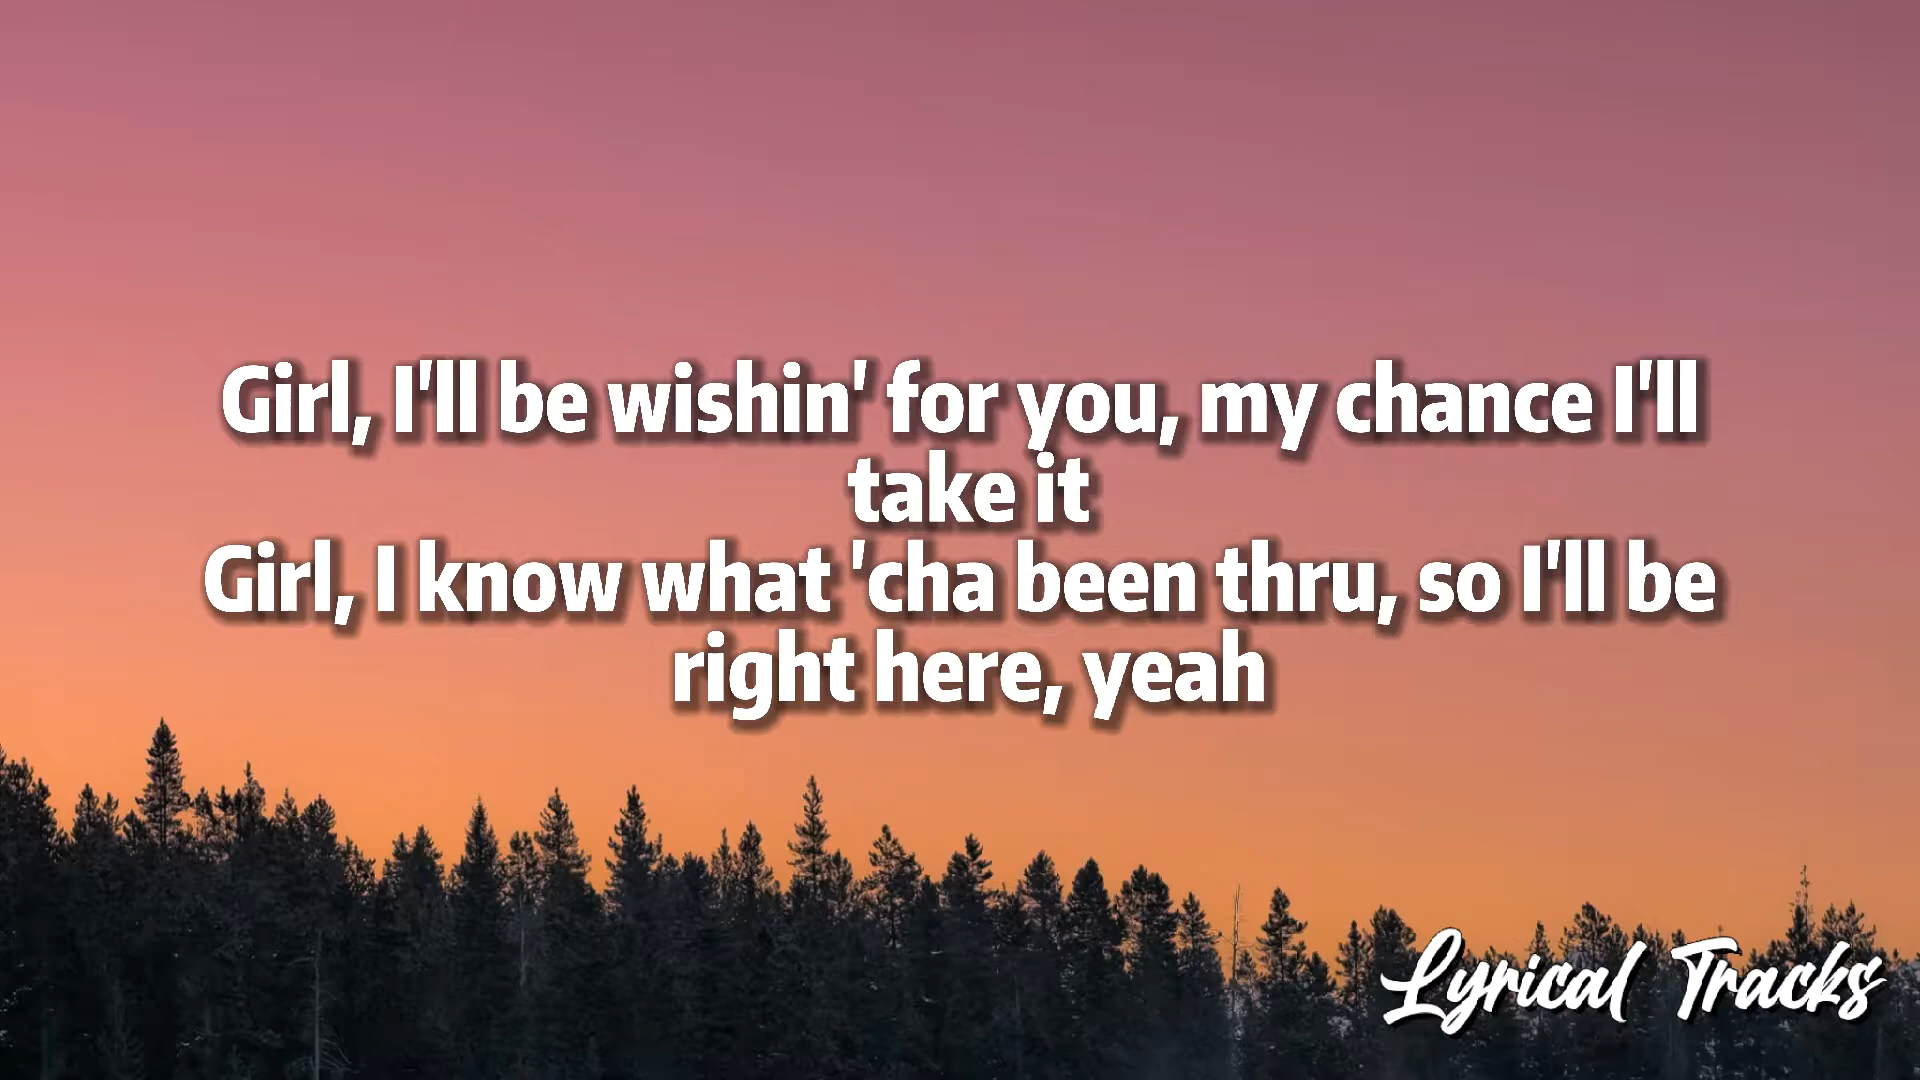 Girl, I'll be wishin' for you, my chance I'll
take it
Girl, I know what 'cha been thru, so I'll be
right here, yeah
Lyrical Tracks